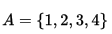 A = {1, 2, 3, 4}